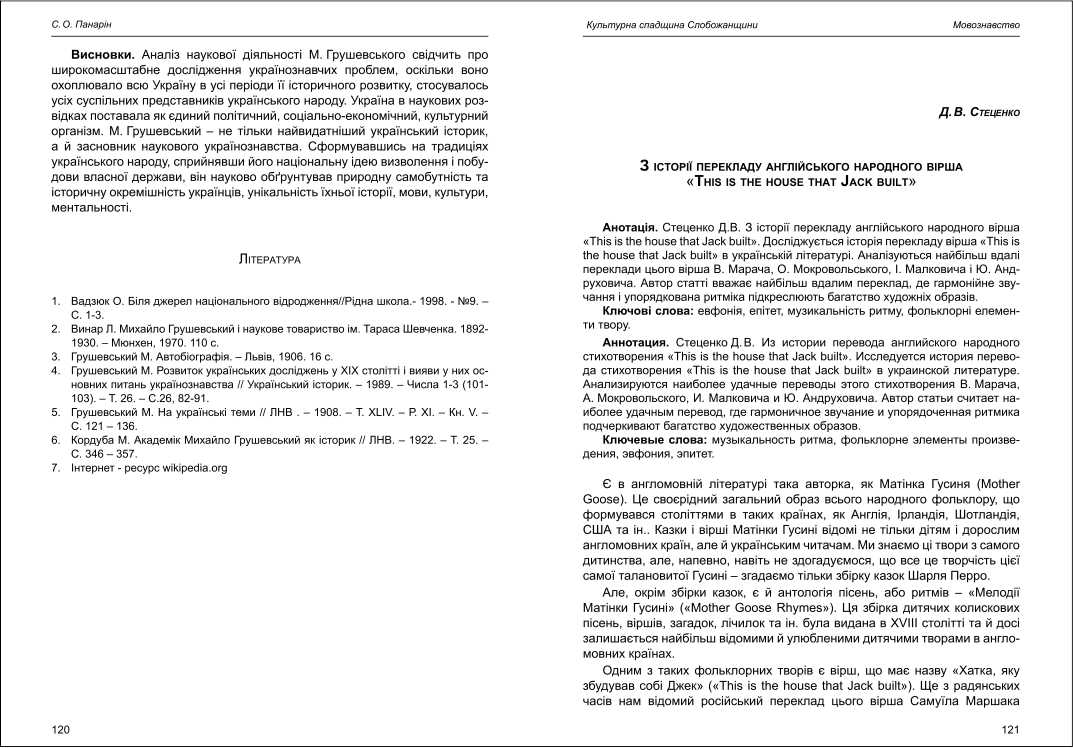 С. О. Панарін
Висновки. Аналіз наукової діяльності М. Грушевського свідчить про
широкомасштабне дослідження українознавчих проблем, оскільки воно
охоплювало всю Україну в усі періоди її історичного розвитку, стосувалось
усіх суспільних представників українського народу. Україна в наукових роз-
відках поставала як єдиний політичний, соціально-економічний, культурний
організм. М. Грушевський – не тільки найвидатніший український історик,
а й засновник наукового українознавства. Сформувавшись на традиціях
українського народу, сприйнявши його національну ідею визволення і побу-
дови власної держави, він науково обґрунтував природну самобутність та
історичну окремішність українців, унікальність їхньої історії, мови, культури,
ментальності.
Література
1. Вадзюк О. Біля джерел національного відродження//Рідна школа.- 1998. - №9. –
С. 1-3.
2. Винар Л. Михайло Грушевський і наукове товариство ім. Тараса Шевченка. 1892-
1930. – Мюнхен, 1970. 110 с.
3. Грушевський М. Автобіографія. – Львів, 1906. 16 с.
4. Грушевський М. Розвиток українських досліджень у XIX столітті і вияви у них ос-
новних питань українознавства // Український історик. – 1989. – Числа 1-3 (101-
103). – Т. 26. – С.26, 82-91.
5. Грушевський М. На українські теми // ЛНВ . – 1908. – Т. XLIV. – Р. XI. – Кн. V. –
С. 121 – 136.
6. Кордуба М. Академік Михайло Грушевський як історик // ЛНВ. – 1922. – Т. 25. –
С. 346 – 357.
7. Інтернет - ресурс wikipedia.org
120
Культурна спадщина Слобожанщини Мовознавство
Д. В. Стеценко
З історії перекладу англійського народного вірша
«This is the house that Jack built»
Анотація. Стеценко Д.В. З історії перекладу англійського народного вірша
«This is the house that Jack built». Досліджується історія перекладу вірша «This is
the house that Jack built» в українській літературі. Аналізуються найбільш вдалі
переклади цього вірша В. Марача, О. Мокровольського, І. Малковича і Ю. Анд-
руховича. Автор статті вважає найбільш вдалим переклад, де гармонійне зву-
чання і упорядкована ритміка підкреслюють багатство художніх образів.
Ключові слова: евфонія, епітет, музикальність ритму, фольклорні елемен-
ти твору.
Аннотация. Стеценко Д. В. Из истории перевода английского народного
стихотворения «This is the house that Jack built». Исследуется история перево-
да стихотворения «This is the house that Jack built» в украинской литературе.
Анализируются наиболее удачные переводы этого стихотворения В. Марача,
А. Мокровольского, И. Малковича и Ю. Андруховича. Автор статьи считает на-
иболее удачным перевод, где гармоничное звучание и упорядоченная ритмика
подчеркивают багатство художественных образов.
Ключевые слова: музыкальность ритма, фольклорне элементы произве-
дения, эвфония, эпитет.
Є в англомовній літературі така авторка, як Матінка Гусиня (Mother
Goose). Це своєрідний загальний образ всього народного фольклору, що
формувався століттями в таких країнах, як Англія, Ірландія, Шотландія,
США та ін.. Казки і вірші Матінки Гусині відомі не тільки дітям і дорослим
англомовних країн, але й українським читачам. Ми знаємо ці твори з самого
дитинства, але, напевно, навіть не здогадуємося, що все це творчість цієї
самої талановитої Гусині – згадаємо тільки збірку казок Шарля Перро.
Але, окрім збірки казок, є й антологія пісень, або ритмів – «Мелодії
Матінки Гусині» («Mother Goose Rhymes»). Ця збірка дитячих колискових
пісень, віршів, загадок, лічилок та ін. була видана в XVIII столітті та й досі
залишається найбільш відомими й улюбленими дитячими творами в англо-
мовних країнах.
Одним з таких фольклорних творів є вірш, що має назву «Хатка, яку
збудував собі Джек» («This is the house that Jack built»). Ще з радянських
часів нам відомий російський переклад цього вірша Самуїла Маршака
121